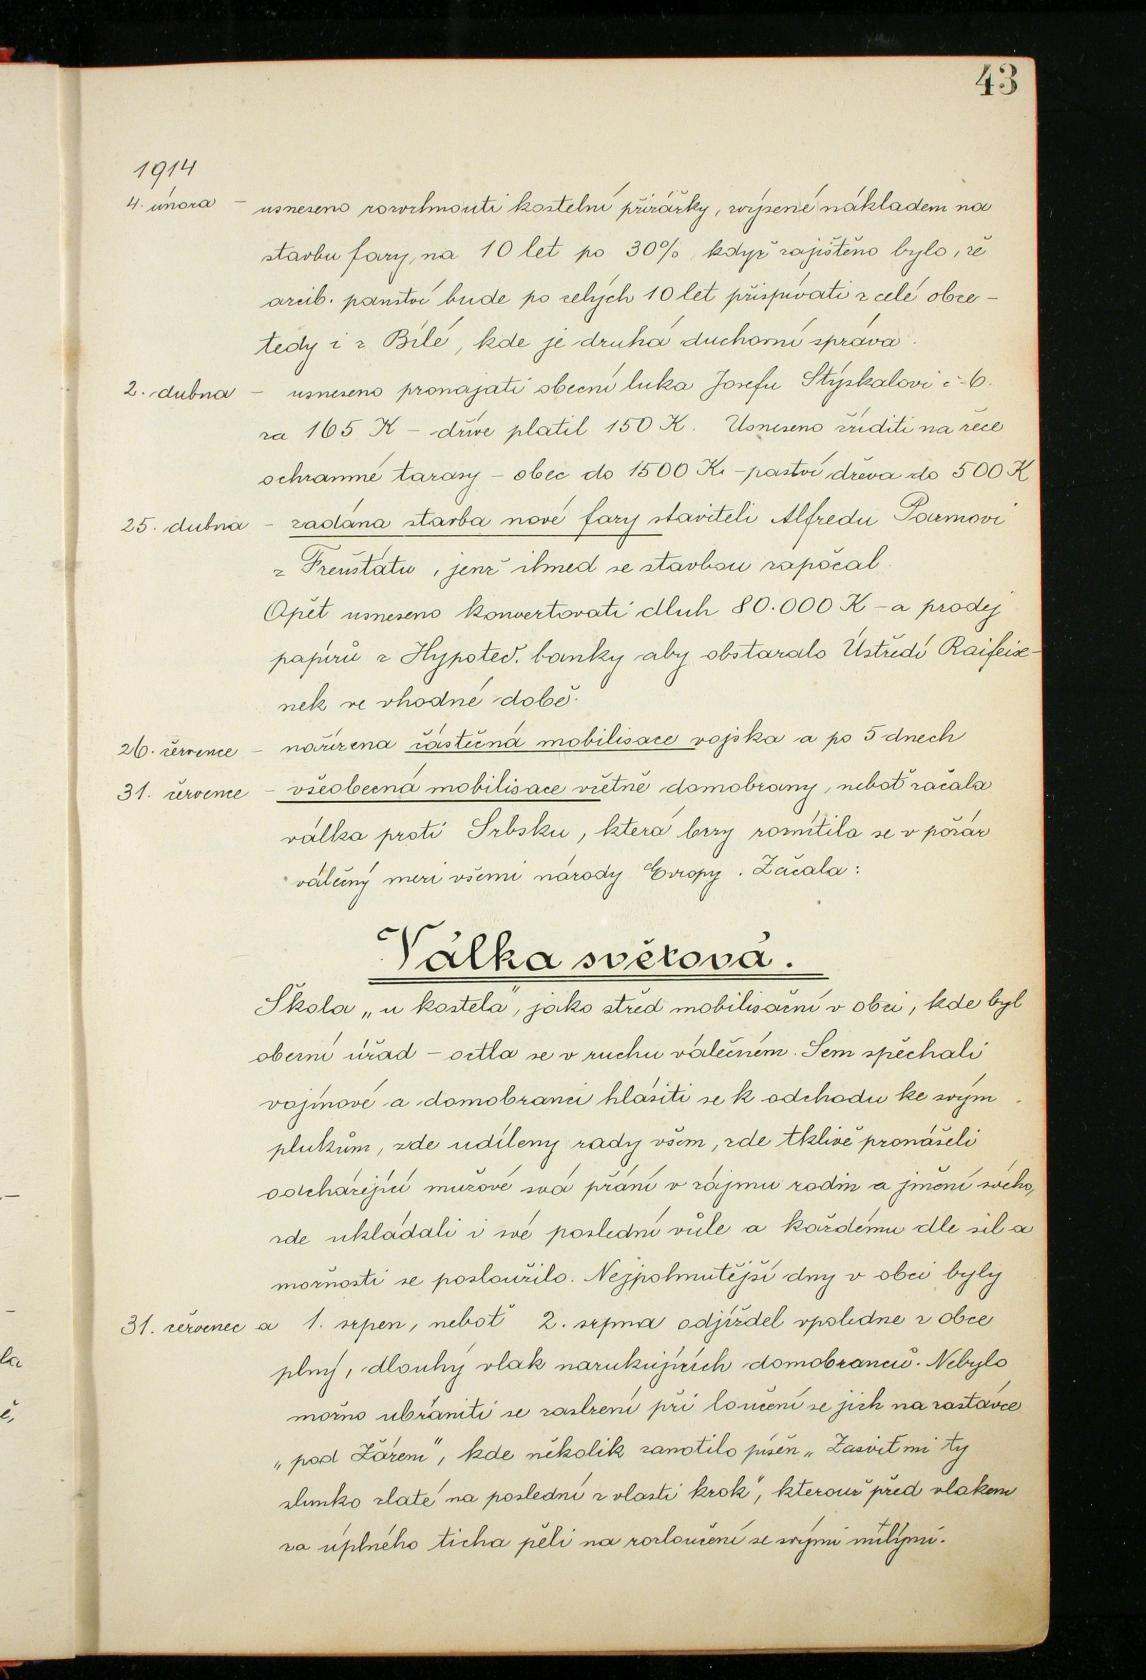 43
1914
4. února – usneseno rozvrhnouti kostelní přirážky, zvýšené nákladem na
stavbu fary, na 10 let po 30%, když zajištěno bylo, že
arcib. panství bude po celých 10 let přispívati z celé obce –
tedy i z Bílé, kde je druhá duchovní správa.
2. dubna – usneseno pronajati obecní luka Josefu Stýskalovi č. 6.
za 165 K – dříve platil 150 K. Usneseno zříditi na řece
ochranné tarasy – obec do 1500 K. – paství dřeva do 500 K
25. dubna – zadána stavba nové fary staviteli Alfredu Parmovi
z Frenštátu, jenž ihned se stavbou započal.
Opět usneseno konvertovati dluh 80.000 K – a prodej
papírů z Hypoteč. banky aby obstaralo Ústředí Raifeise-
nek ve vhodné době.
26. července – nařízena částečná mobilisace vojska a po 5 dnech
31. července – všeobecná mobilisace včetně domobrany, neboť začala
válka proti Srbsku, která brzy roznítila se v požár
válečný mezi všemi národy Evropy. Začala:
Válka světová.
Škola „u kostela", jako střed mobilisační v obci, kde byl
obecní úřad – octla se v ruchu válečném. Sem spěchali
vojínové a domobranci hlásiti se k odchodu ke svým
plukům, zde udíleny rady všem, zde tklivě pronášeli
odcházející mužové svá přání v zájmu rodin a jmění svého,
zde ukládali i své poslední vůle a každému dle sil a
možnosti se posloužilo. Nejpohnutější dny v obci byly
31. červenec a 1. srpen, neboť 2. srpna odjížděl vpoledne z obce
plný, dlouhý vlak narukujících domobranců. Nebylo
možno ubrániti se zaslzení při loučení se jich na zastávce
„pod Žárem", kde několik zanotilo píseň „Zasviť mi ty
slunko zlaté na poslední z vlasti krok", kterouž před vlakem
za úplného ticha pěli na rozloučení se svými milými.